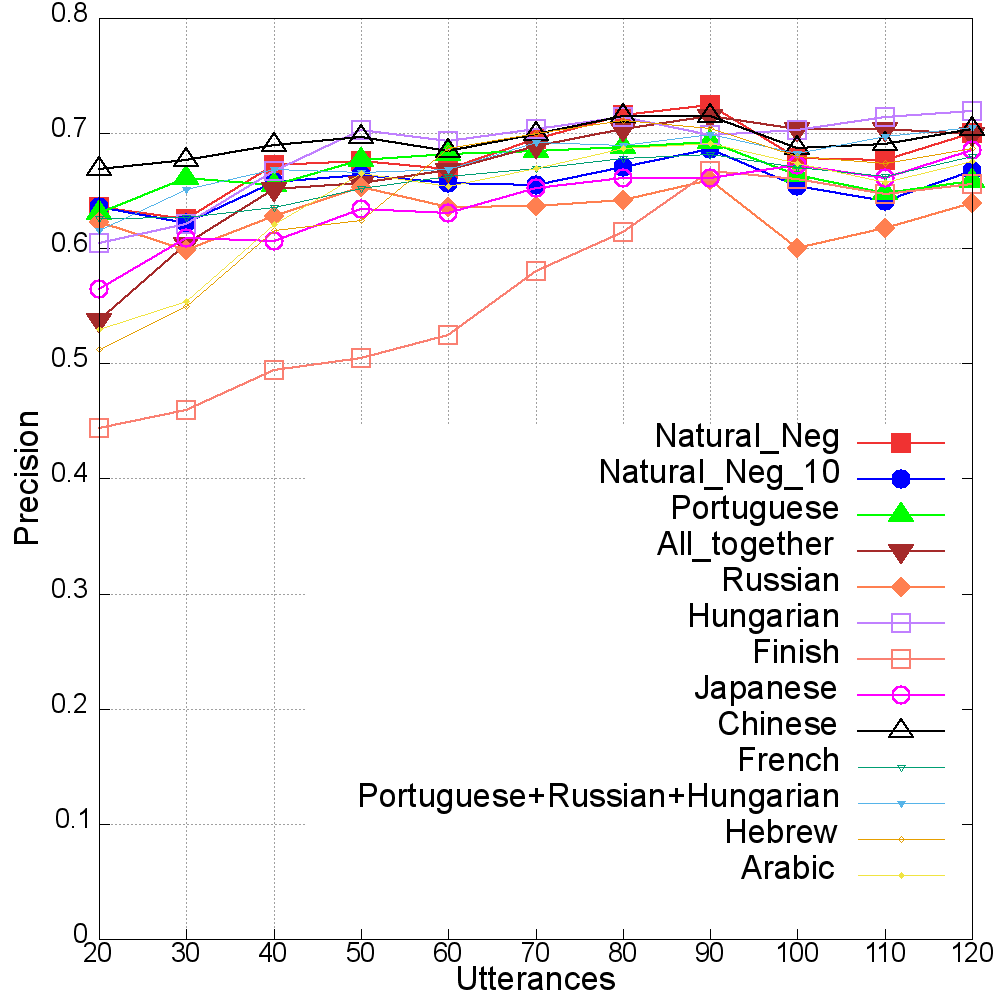 0.8
0.7
0.6
0.5
0.4
0.3
0.2
0.1
0
Precision
Natural_Neg
Natural_Neg_10
Portuguese
All_together
Russian
Hungarian
Finish
Japanese
Chinese
French
Portuguese+Russian+Hungarian
Hebrew
Arabic
20 30 40 50 60 70 80 90 100 110 120
Utterances